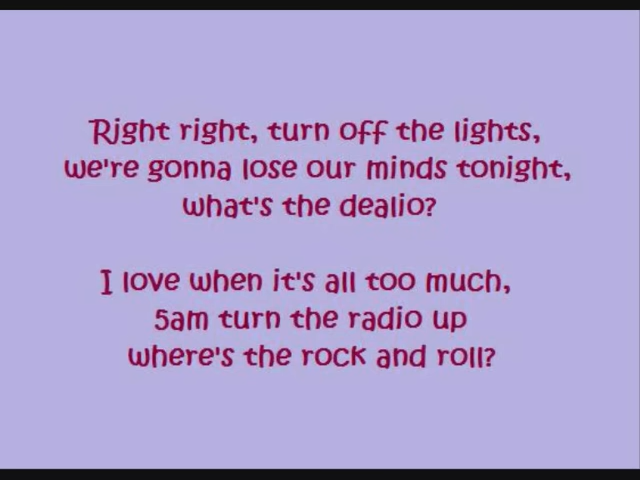 Right right, turn off the lights,
we're gonna lose our minds tonight,
what's the dealio?
I love when it's all too much,
5am turn the radio up
where's the rock and roll?